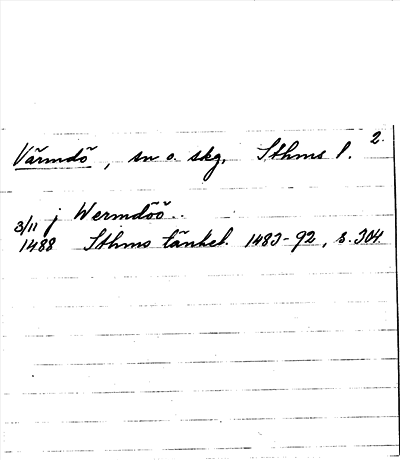 2.
Värmdö, sn o. skg, Sthms l.
3/11 j Wermdöö..
1488 Sthms tänkeb. 1483-92, s. 304.